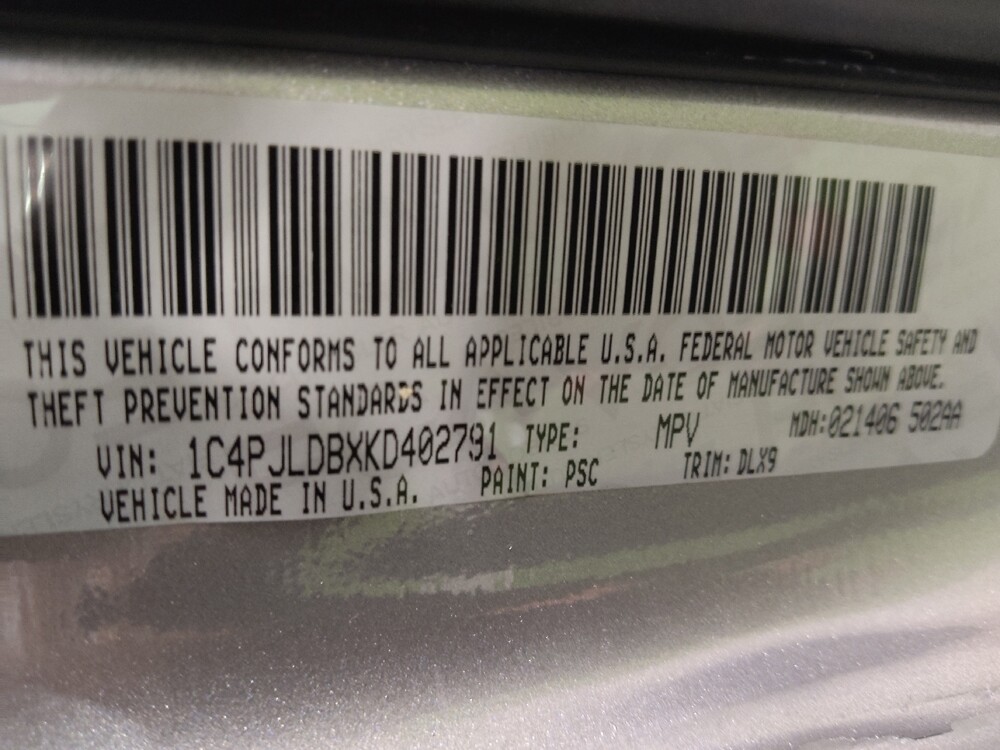 THIS VEHICLE CONFORMS TO ALL APPLICABLE U.S.A. FEDERAL MOTOR VEHICLE SAFETY AND
THEFT PREVENTION STANDARDS IN EFFECT ON THE DATE OF MANUFACTURE SHOWN ABOVE.
VIN: 1C4PJLDBXKD402791 TYPE: MPV MDH:021406 502AA
VEHICLE MADE IN U.S.A. PAINT: PSC TRIM: DLX9